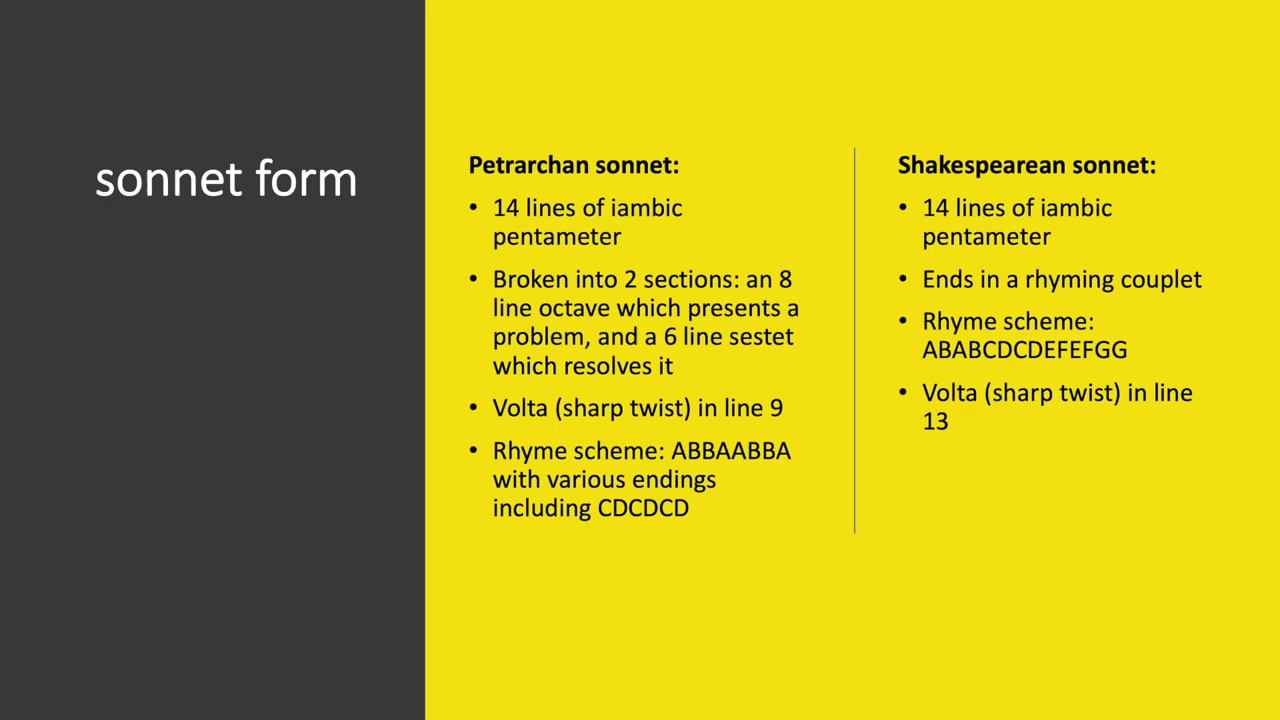 sonnet form
Petrarchan sonnet:
• 14 lines of iambic
pentameter
• Broken into 2 sections: an 8
line octave which presents a
problem, and a 6 line sestet
which resolves it
• Volta (sharp twist) in line 9
• Rhyme scheme: ABBAABBA
with various endings
including CDCDCD
Shakespearean sonnet:
• 14 lines of iambic
pentameter
• Ends in a rhyming couplet
• Rhyme scheme:
ABABCDCDEFEFGG
• Volta (sharp twist) in line
13